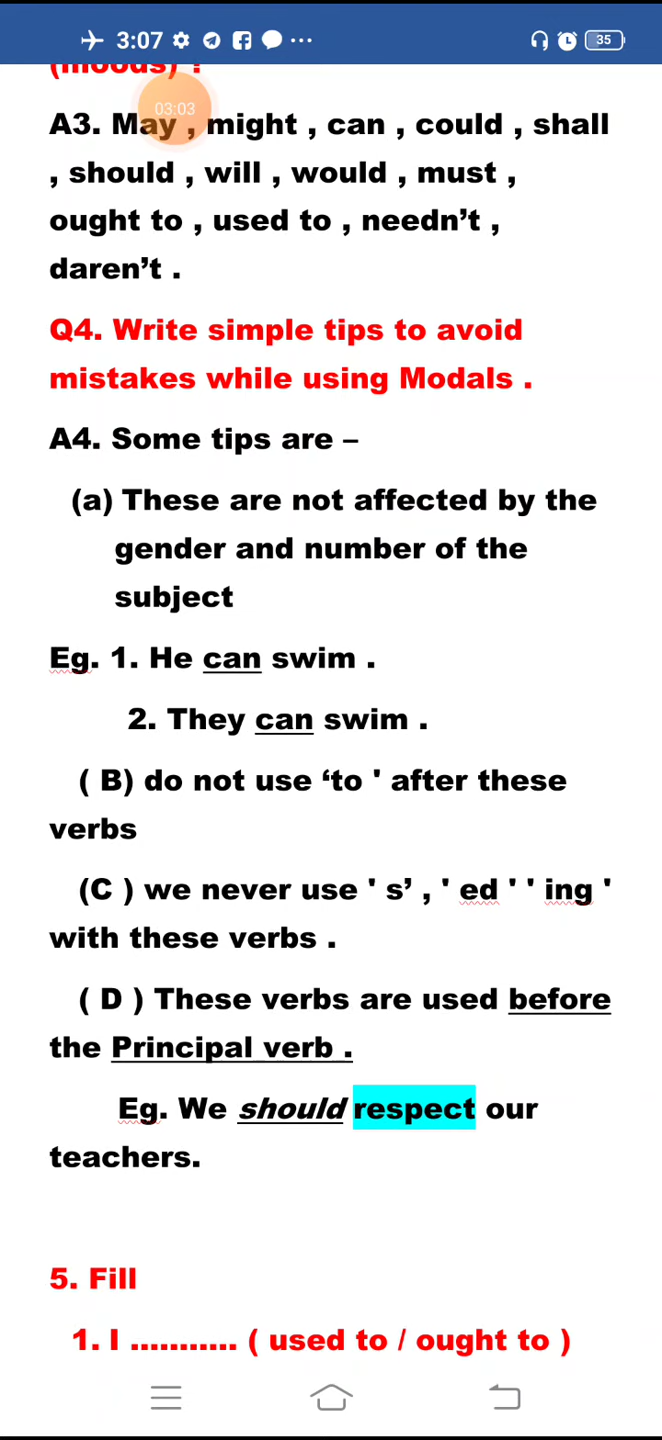 3:07
35
(moods) ?
03:03
A3. May , might , can , could , shall
, should , will , would , must ,
ought to , used to , needn’t ,
daren’t .
Q4. Write simple tips to avoid
mistakes while using Modals .
A4. Some tips are –
(a) These are not affected by the
gender and number of the
subject
Eg. 1. He can swim .
2. They can swim .
( B) do not use ‘to ' after these
verbs
(C ) we never use ' s’ , ' ed ' ' ing '
with these verbs .
( D ) These verbs are used before
the Principal verb .
Eg. We should respect our
teachers.
5. Fill
1. I ........... ( used to / ought to )